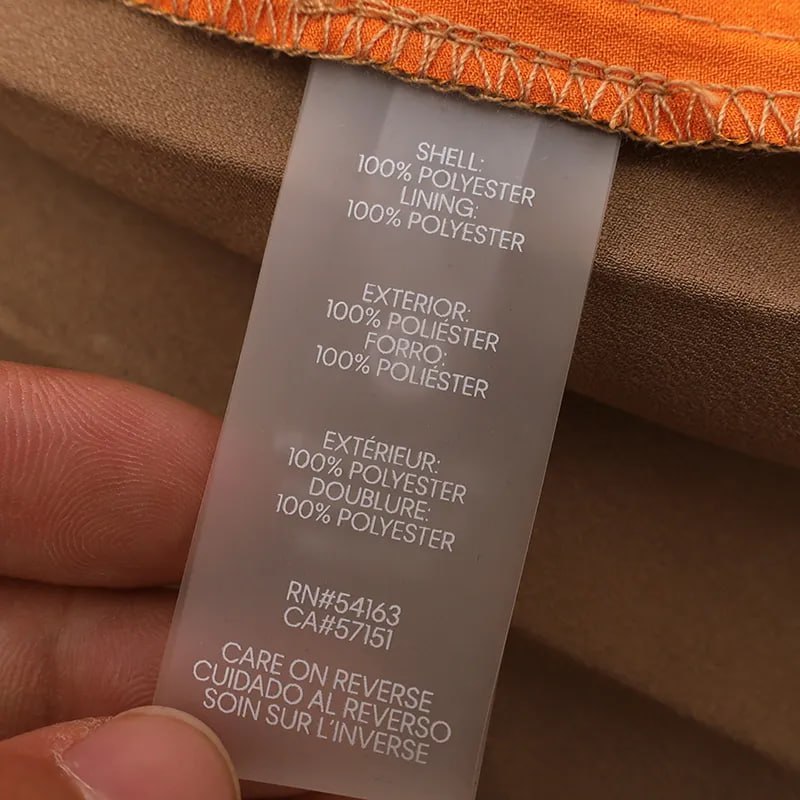 SHELL:
100% POLYESTER
LINING:
100% POLYESTER
EXTERIOR:
100% POLIÉSTER
FORRO:
100% POLIÉSTER
EXTÉRIEUR:
100% POLYESTER
DOUBLURE:
100% POLYESTER
RN#54163
CA#57151
CARE ON REVERSE
CUIDADO AL REVERSO
SOIN SUR L'INVERSE